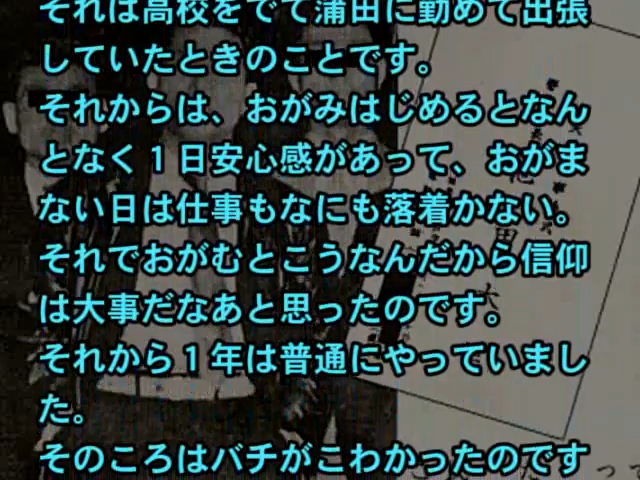 それは高校をでて蒲田に勤めて出張
していたときのことです。
それからは、おがみはじめるとなん
となく１日安心感があって、おがま
ない日は仕事もなにも落着かない。
それでおがむとこうなんだから信仰
は大事だなあと思ったのです。
それから１年は普通にやっていまし
た。
そのころはバチがこわかったのです